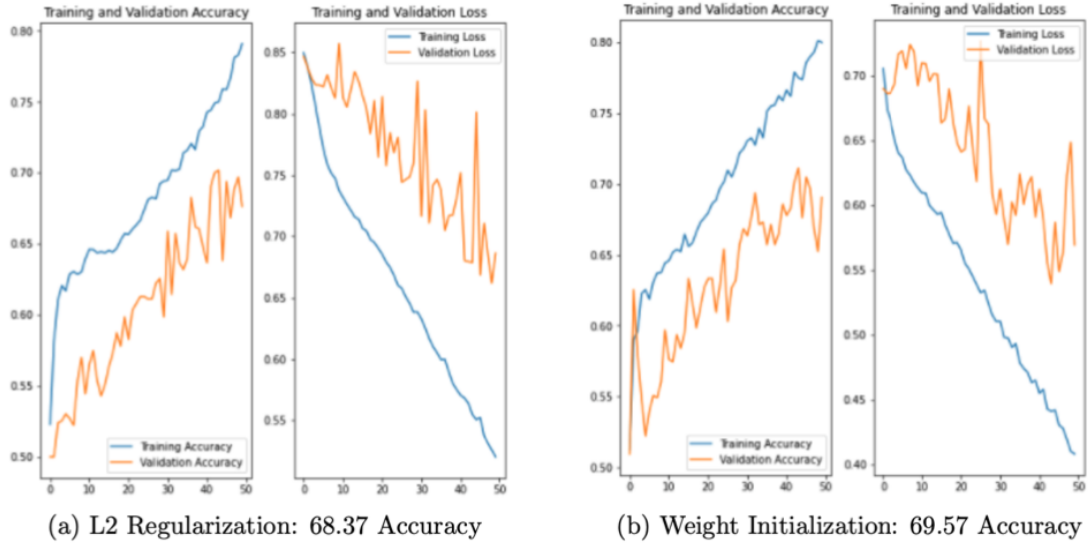 Training and Validation Accuracy
0.80
0.75
0.70
0.65
0.60
0.55
0.50
0 10 20 30 40 50
Training Accuracy
Validation Accuracy
Training and Validation Loss
0.85
0.80
0.75
0.70
0.65
0.60
0.55
0 10 20 30 40 50
Training Loss
Validation Loss
(a) L2 Regularization: 68.37 Accuracy
Training and Validation Accuracy
0.80
0.75
0.70
0.65
0.60
0.55
0.50
0 10 20 30 40 50
Training Accuracy
Validation Accuracy
Training and Validation Loss
0.70
0.65
0.60
0.55
0.50
0.45
0.40
0 10 20 30 40 50
Training Loss
Validation Loss
(b) Weight Initialization: 69.57 Accuracy